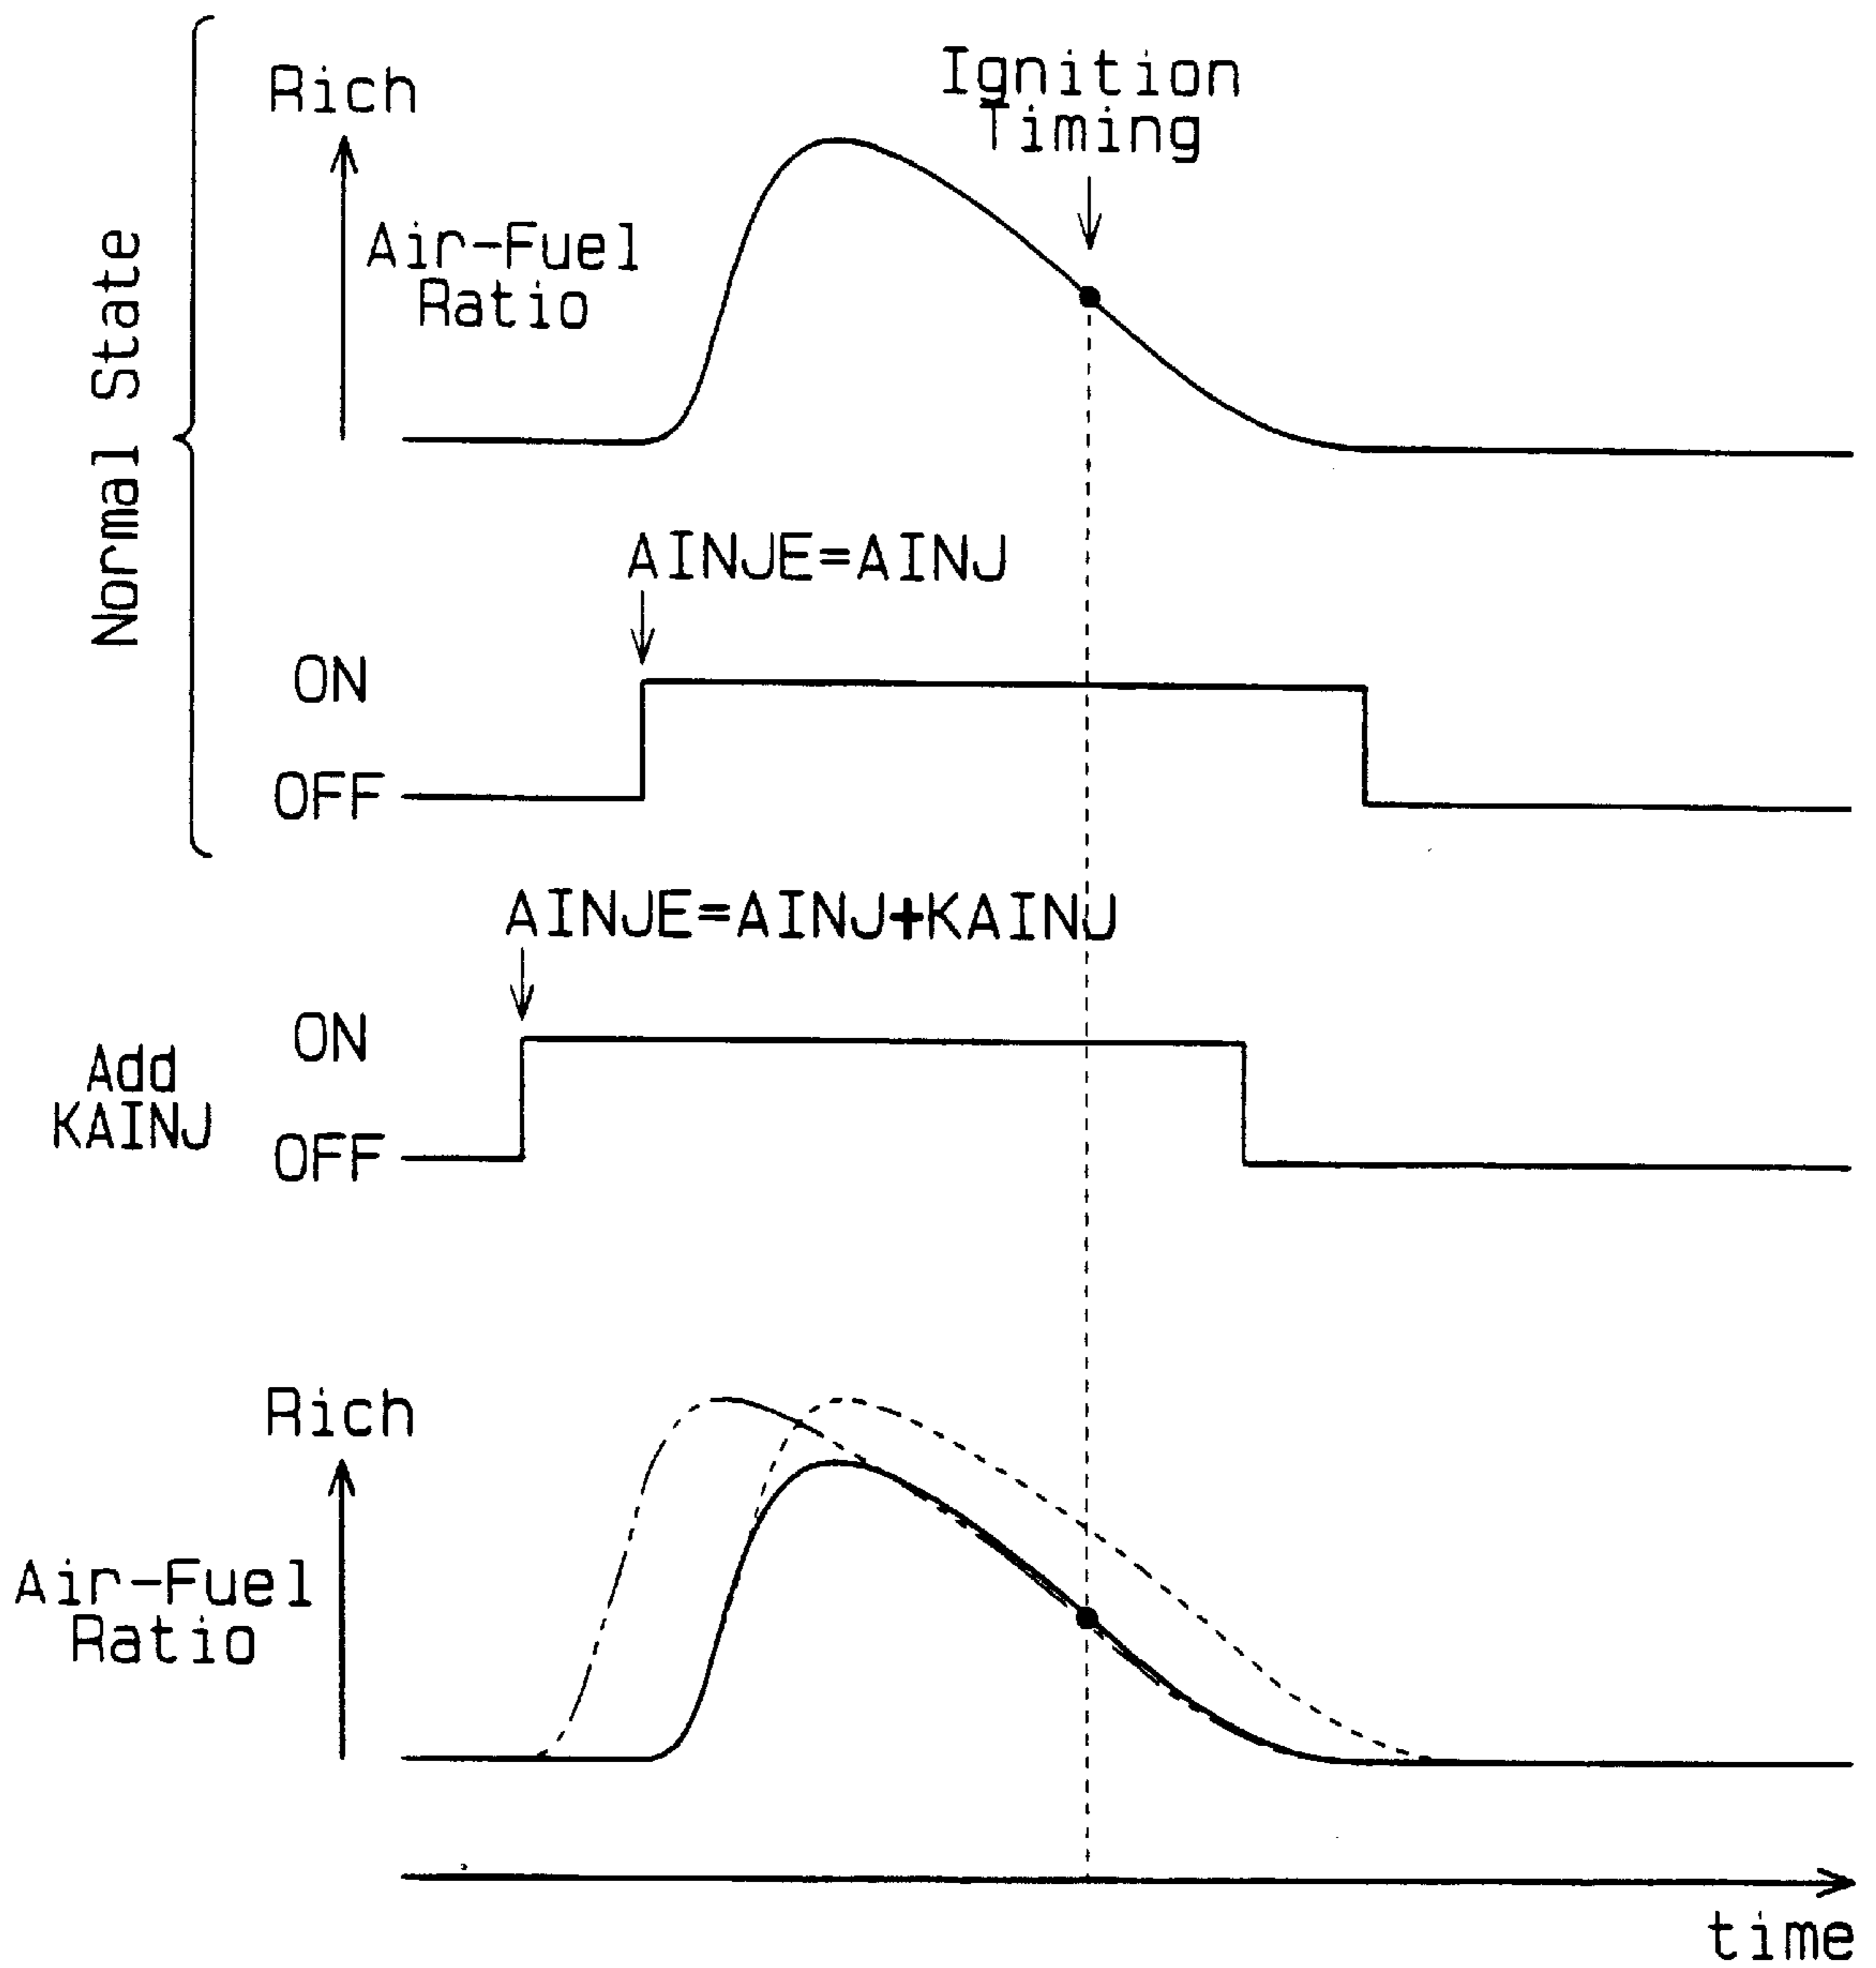 Normal State
Rich
Air-Fuel
Ratio
Ignition
Timing
AINJE=AINJ
ON
OFF
AINJE=AINJ+KAINJ
Add
KAINJ
ON
OFF
Rich
Air-Fuel
Ratio
time